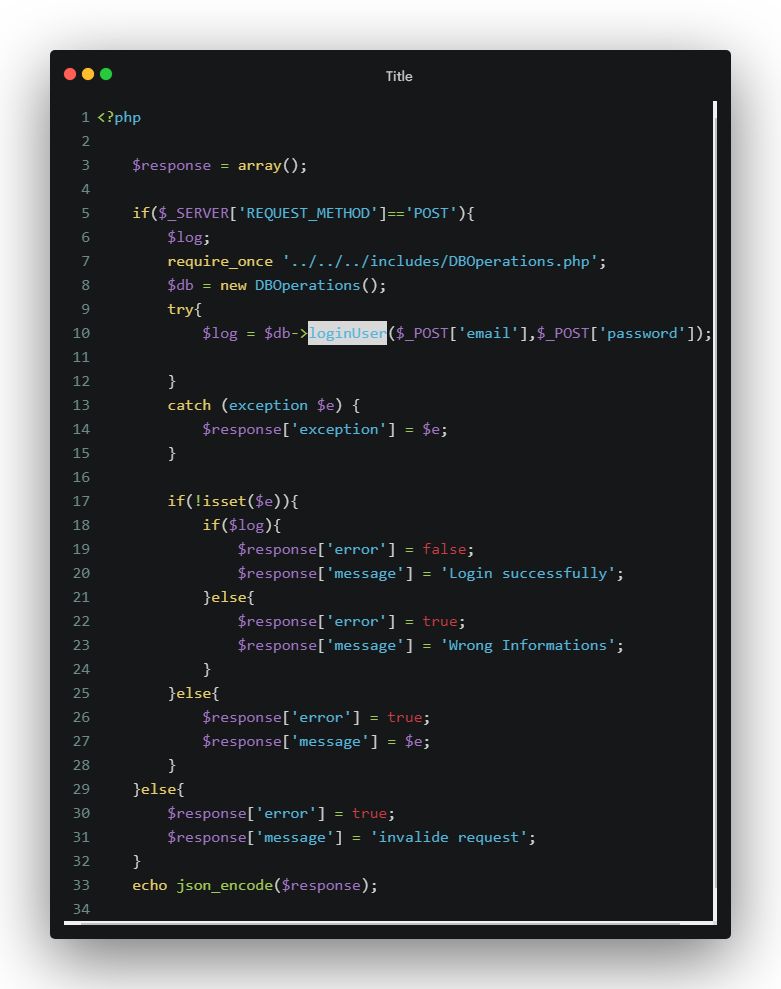 Title
1 <?php
2
3     $response = array();
4
5     if($_SERVER['REQUEST_METHOD']=='POST'){
6         $log;
7         require_once '../../../includes/DBOperations.php';
8         $db = new DBOperations();
9         try{
10             $log = $db->loginUser($_POST['email'],$_POST['password']);
11
12         }
13         catch (exception $e) {
14             $response['exception'] = $e;
15         }
16
17         if(!isset($e)){
18             if($log){
19                 $response['error'] = false;
20                 $response['message'] = 'Login successfully';
21             }else{
22                 $response['error'] = true;
23                 $response['message'] = 'Wrong Informations';
24             }
25         }else{
26             $response['error'] = true;
27             $response['message'] = $e;
28         }
29     }else{
30         $response['error'] = true;
31         $response['message'] = 'invalide request';
32     }
33     echo json_encode($response);
34